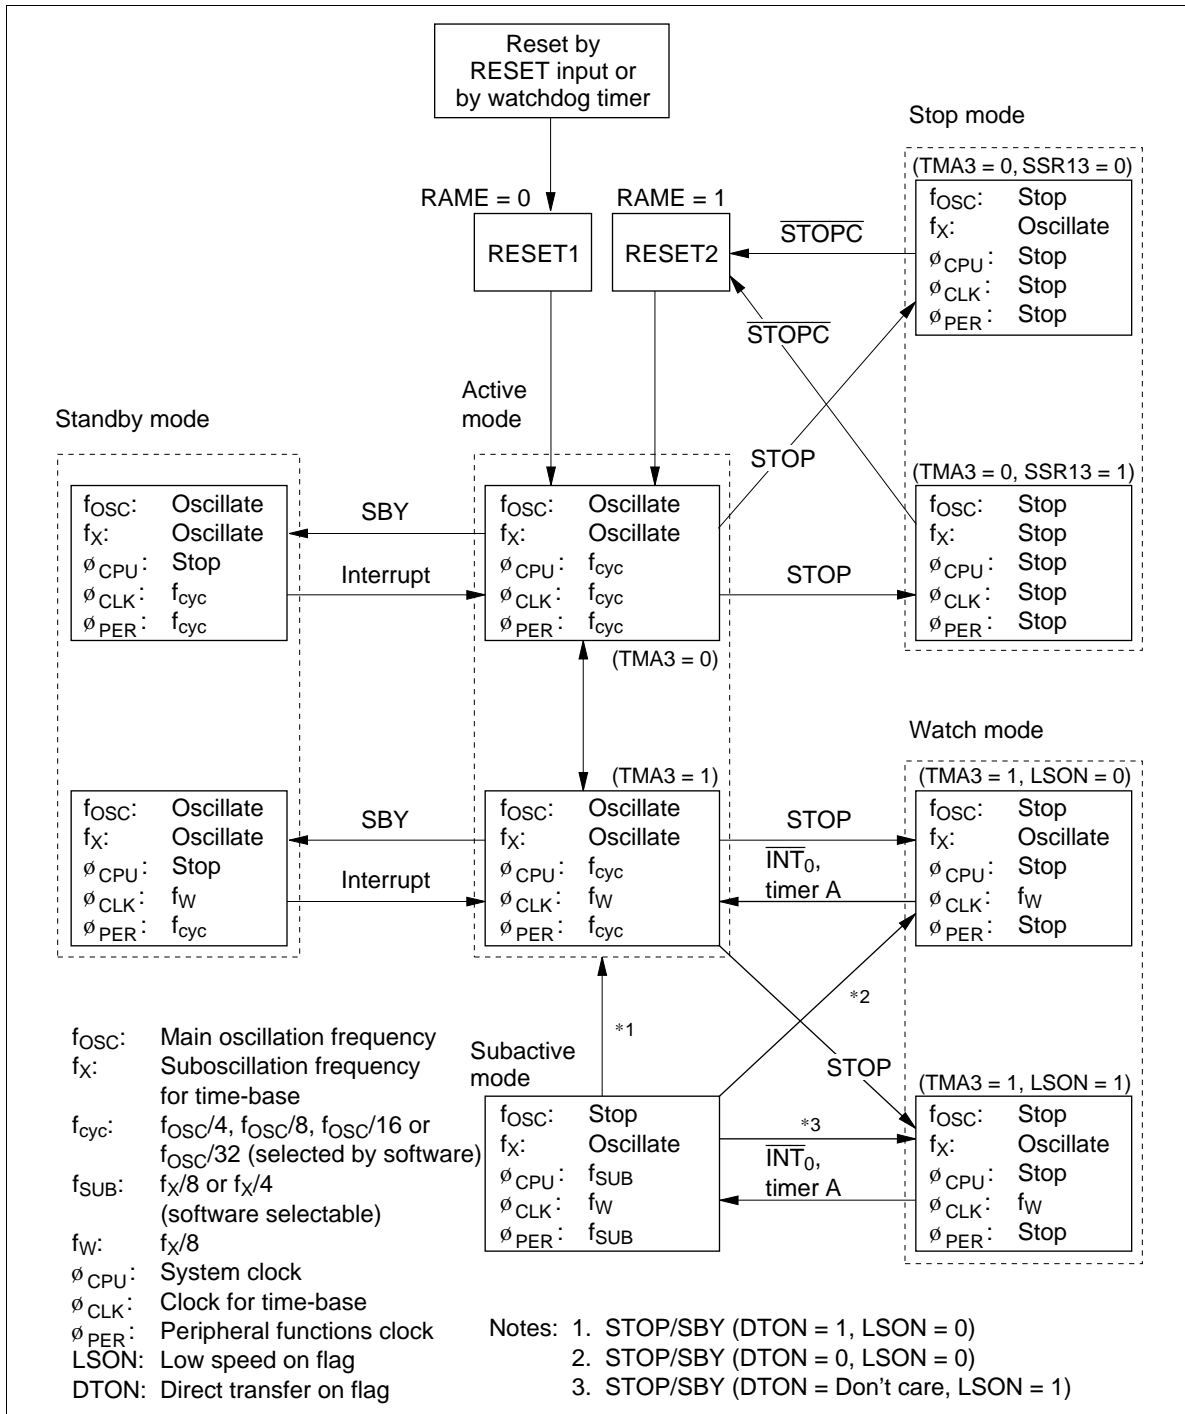 Reset by
RESET input or
by watchdog timer
Stop mode
RAME = 0
RAME = 1
(TMA3 = 0, SSR13 = 0)
RESET1
RESET2
STOPC
fOSC: Stop
fX: Oscillate
øCPU: Stop
øCLK: Stop
øPER: Stop
STOPC
Active
mode
Standby mode
STOP
(TMA3 = 0, SSR13 = 1)
fOSC: Oscillate
fX: Oscillate
øCPU: Stop
øCLK: fcyc
øPER: fcyc
SBY
Interrupt
fOSC: Oscillate
fX: Oscillate
øCPU: fcyc
øCLK: fcyc
øPER: fcyc
STOP
fOSC: Stop
fX: Stop
øCPU: Stop
øCLK: Stop
øPER: Stop
(TMA3 = 0)
Watch mode
(TMA3 = 1)
(TMA3 = 1, LSON = 0)
fOSC: Oscillate
fX: Oscillate
øCPU: Stop
øCLK: fW
øPER: fcyc
SBY
Interrupt
fOSC: Oscillate
fX: Oscillate
øCPU: fcyc
øCLK: fW
øPER: fcyc
STOP
INT0,
timer A
fOSC: Stop
fX: Oscillate
øCPU: Stop
øCLK: fW
øPER: Stop
*1
*2
STOP
Subactive
mode
(TMA3 = 1, LSON = 1)
fOSC: Stop
fX: Oscillate
øCPU: fSUB
øCLK: fW
øPER: fSUB
*3
INT0,
timer A
fOSC: Stop
fX: Oscillate
øCPU: Stop
øCLK: fW
øPER: Stop
fOSC: Main oscillation frequency
fX: Suboscillation frequency
for time-base
fcyc: fOSC/4, fOSC/8, fOSC/16 or
fOSC/32 (selected by software)
fSUB: fX/8 or fX/4
(software selectable)
fW: fX/8
øCPU: System clock
øCLK: Clock for time-base
øPER: Peripheral functions clock
LSON: Low speed on flag
DTON: Direct transfer on flag
Notes: 1. STOP/SBY (DTON = 1, LSON = 0)
2. STOP/SBY (DTON = 0, LSON = 0)
3. STOP/SBY (DTON = Don't care, LSON = 1)